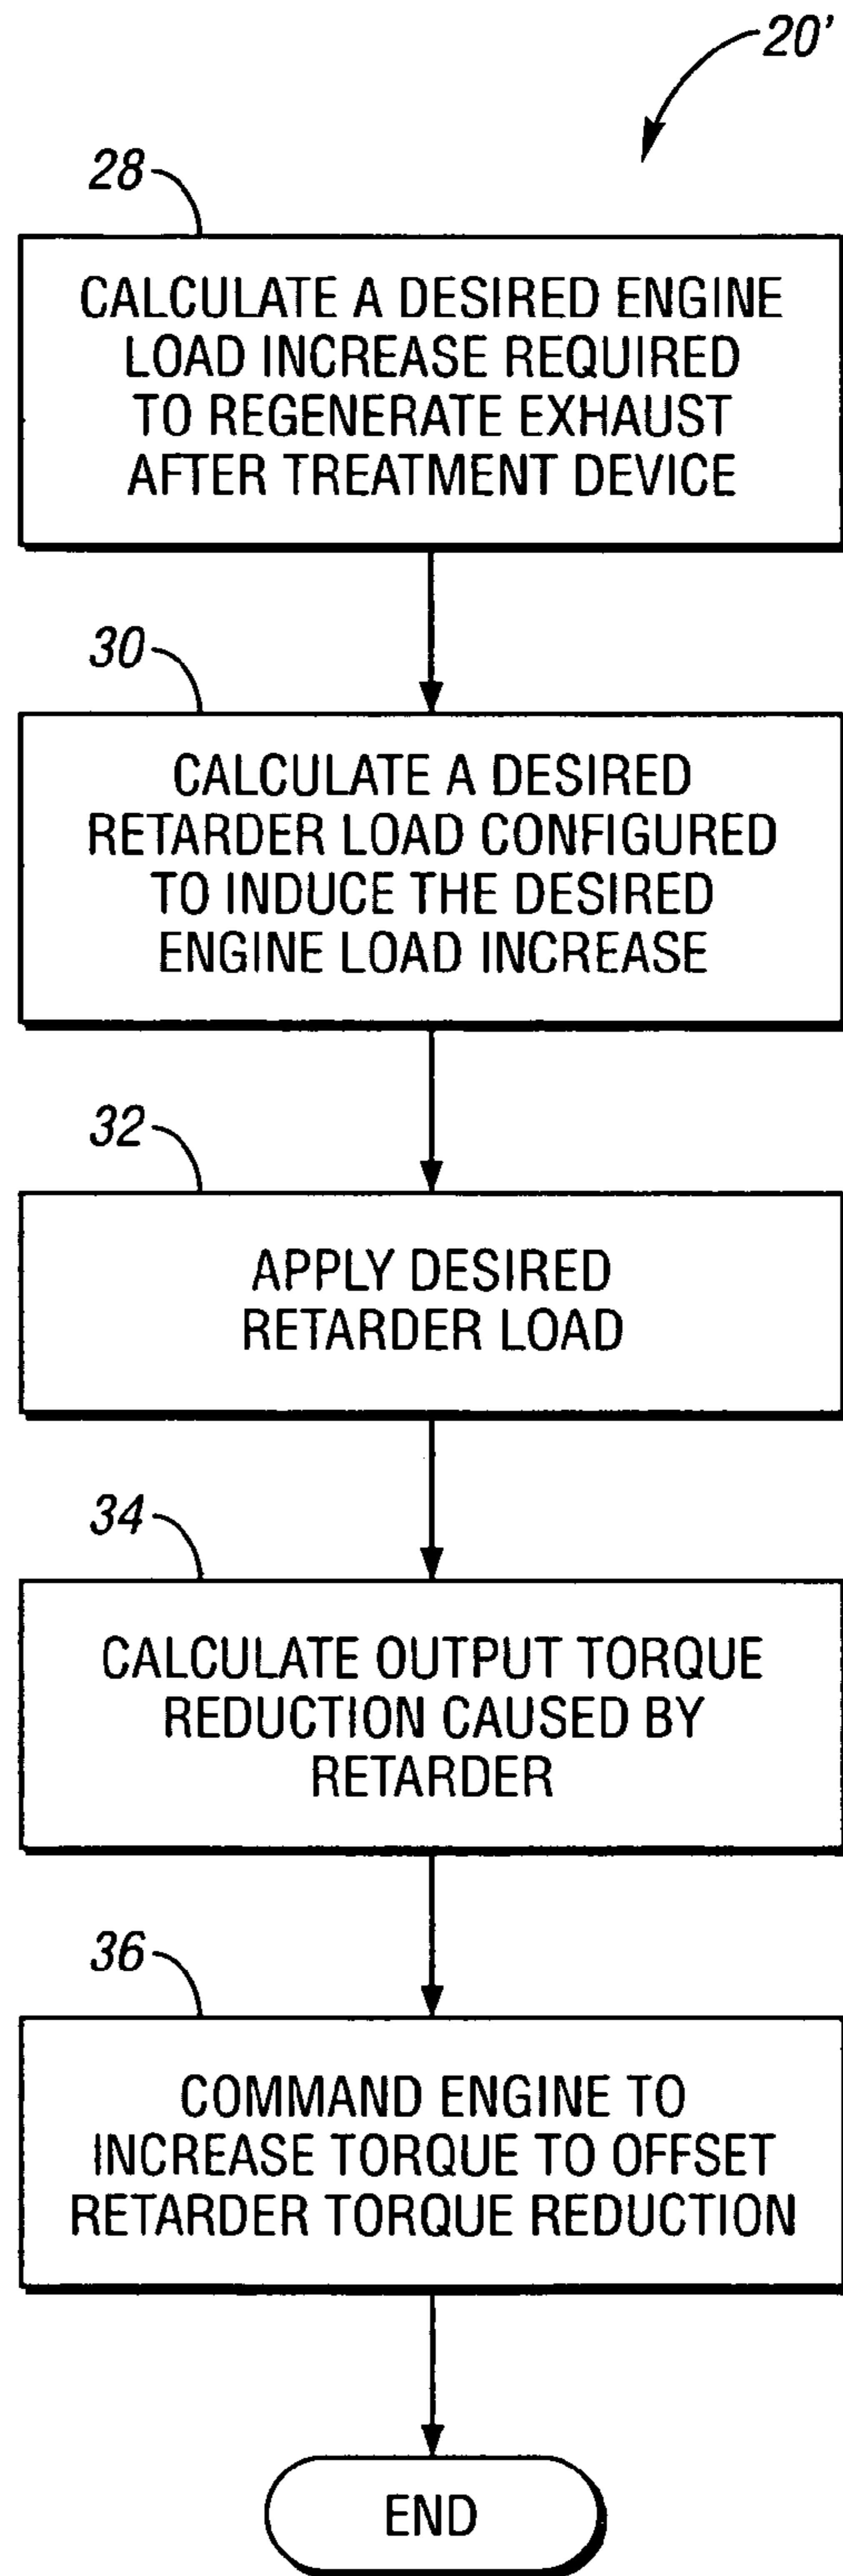 20'
28
CALCULATE A DESIRED ENGINE
LOAD INCREASE REQUIRED
TO REGENERATE EXHAUST
AFTER TREATMENT DEVICE
30
CALCULATE A DESIRED
RETARDER LOAD CONFIGURED
TO INDUCE THE DESIRED
ENGINE LOAD INCREASE
32
APPLY DESIRED
RETARDER LOAD
34
CALCULATE OUTPUT TORQUE
REDUCTION CAUSED BY
RETARDER
36
COMMAND ENGINE TO
INCREASE TORQUE TO OFFSET
RETARDER TORQUE REDUCTION
END